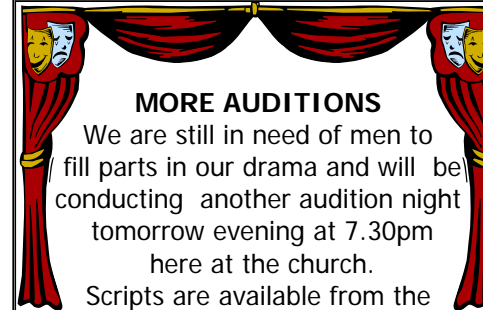 MORE AUDITIONS
We are still in need of men to
fill parts in our drama and will be
conducting another audition night
tomorrow evening at 7.30pm
here at the church.
Scripts are available from the